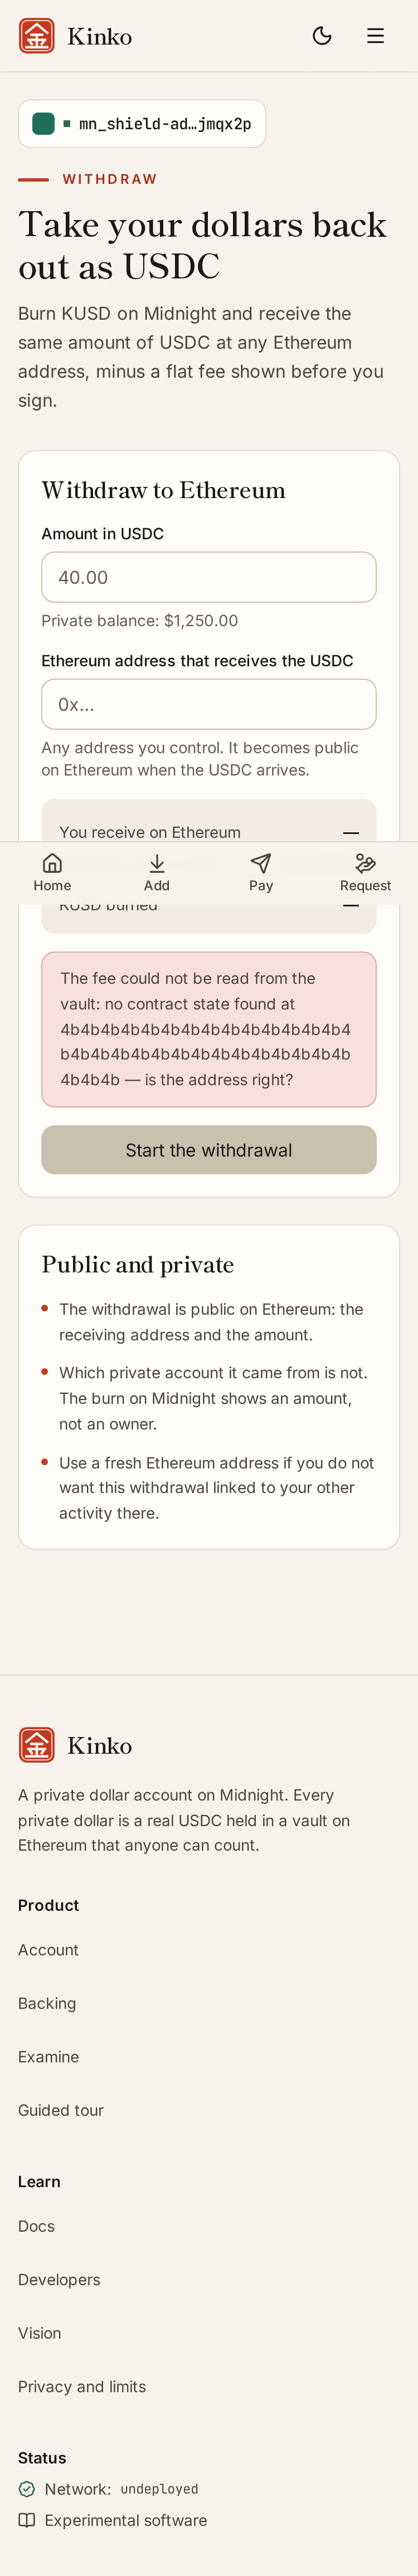 金 Kinko
mn_shield-ad…jmqx2p
WITHDRAW
Take your dollars back
out as USDC
Burn KUSD on Midnight and receive the
same amount of USDC at any Ethereum
address, minus a flat fee shown before you
sign.
Withdraw to Ethereum
Amount in USDC
40.00
Private balance: $1,250.00
Ethereum address that receives the USDC
0x...
Any address you control. It becomes public
on Ethereum when the USDC arrives.
You receive on Ethereum —
Home Add Pay Request
KUSD burned —
The fee could not be read from the
vault: no contract state found at
4b4b4b4b4b4b4b4b4b4b4b4b4b4b4b4b4
b4b4b4b4b4b4b4b4b4b4b4b4b4b4b4b4b
4b4b4b — is the address right?
Start the withdrawal
Public and private
The withdrawal is public on Ethereum: the
receiving address and the amount.
Which private account it came from is not.
The burn on Midnight shows an amount,
not an owner.
Use a fresh Ethereum address if you do not
want this withdrawal linked to your other
activity there.
金 Kinko
A private dollar account on Midnight. Every
private dollar is a real USDC held in a vault on
Ethereum that anyone can count.
Product
Account
Backing
Examine
Guided tour
Learn
Docs
Developers
Vision
Privacy and limits
Status
Network: undeployed
Experimental software